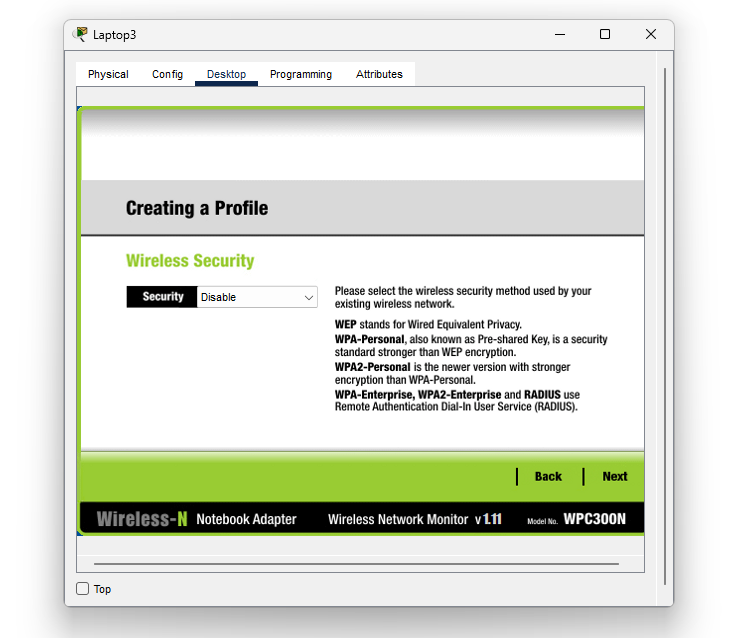 Laptop3
Physical Config Desktop Programming Attributes
Creating a Profile
Wireless Security
Security Disable
Please select the wireless security method used by your
existing wireless network.
WEP stands for Wired Equivalent Privacy.
WPA-Personal, also known as Pre-shared Key, is a security
standard stronger than WEP encryption.
WPA2-Personal is the newer version with stronger
encryption than WPA-Personal.
WPA-Enterprise, WPA2-Enterprise and RADIUS use
Remote Authentication Dial-In User Service (RADIUS).
Back Next
Wireless-N Notebook Adapter Wireless Network Monitor v 1.11 Model No. WPC300N
Top